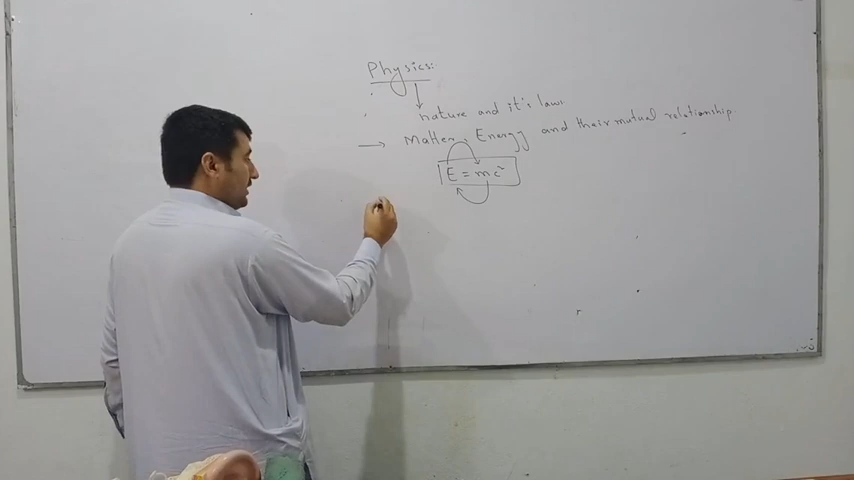 Physics:
nature and it's laws.
→ Matter, Energy and their mutual relationship.
E = mc²